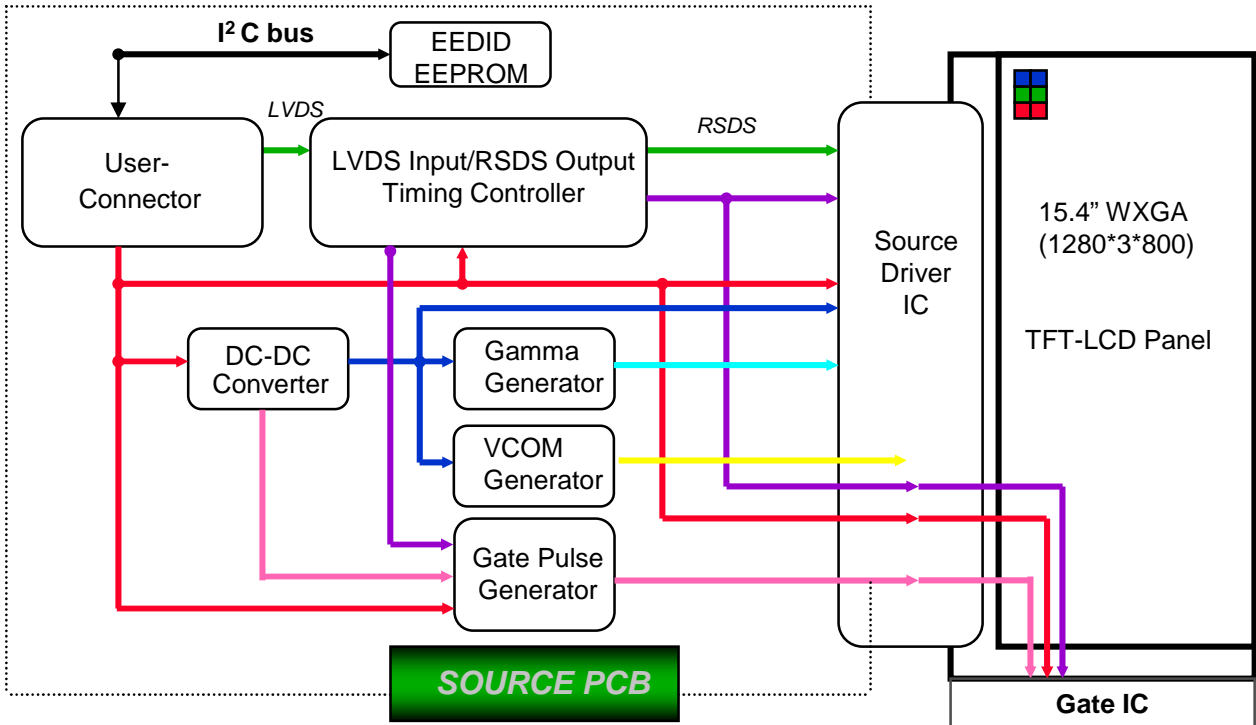 I² C bus
EEDID
EEPROM
LVDS
RSDS
User-
Connector
LVDS Input/RSDS Output
Timing Controller
Source
Driver
IC
15.4” WXGA
(1280*3*800)
TFT-LCD Panel
DC-DC
Converter
Gamma
Generator
VCOM
Generator
Gate Pulse
Generator
SOURCE PCB
Gate IC